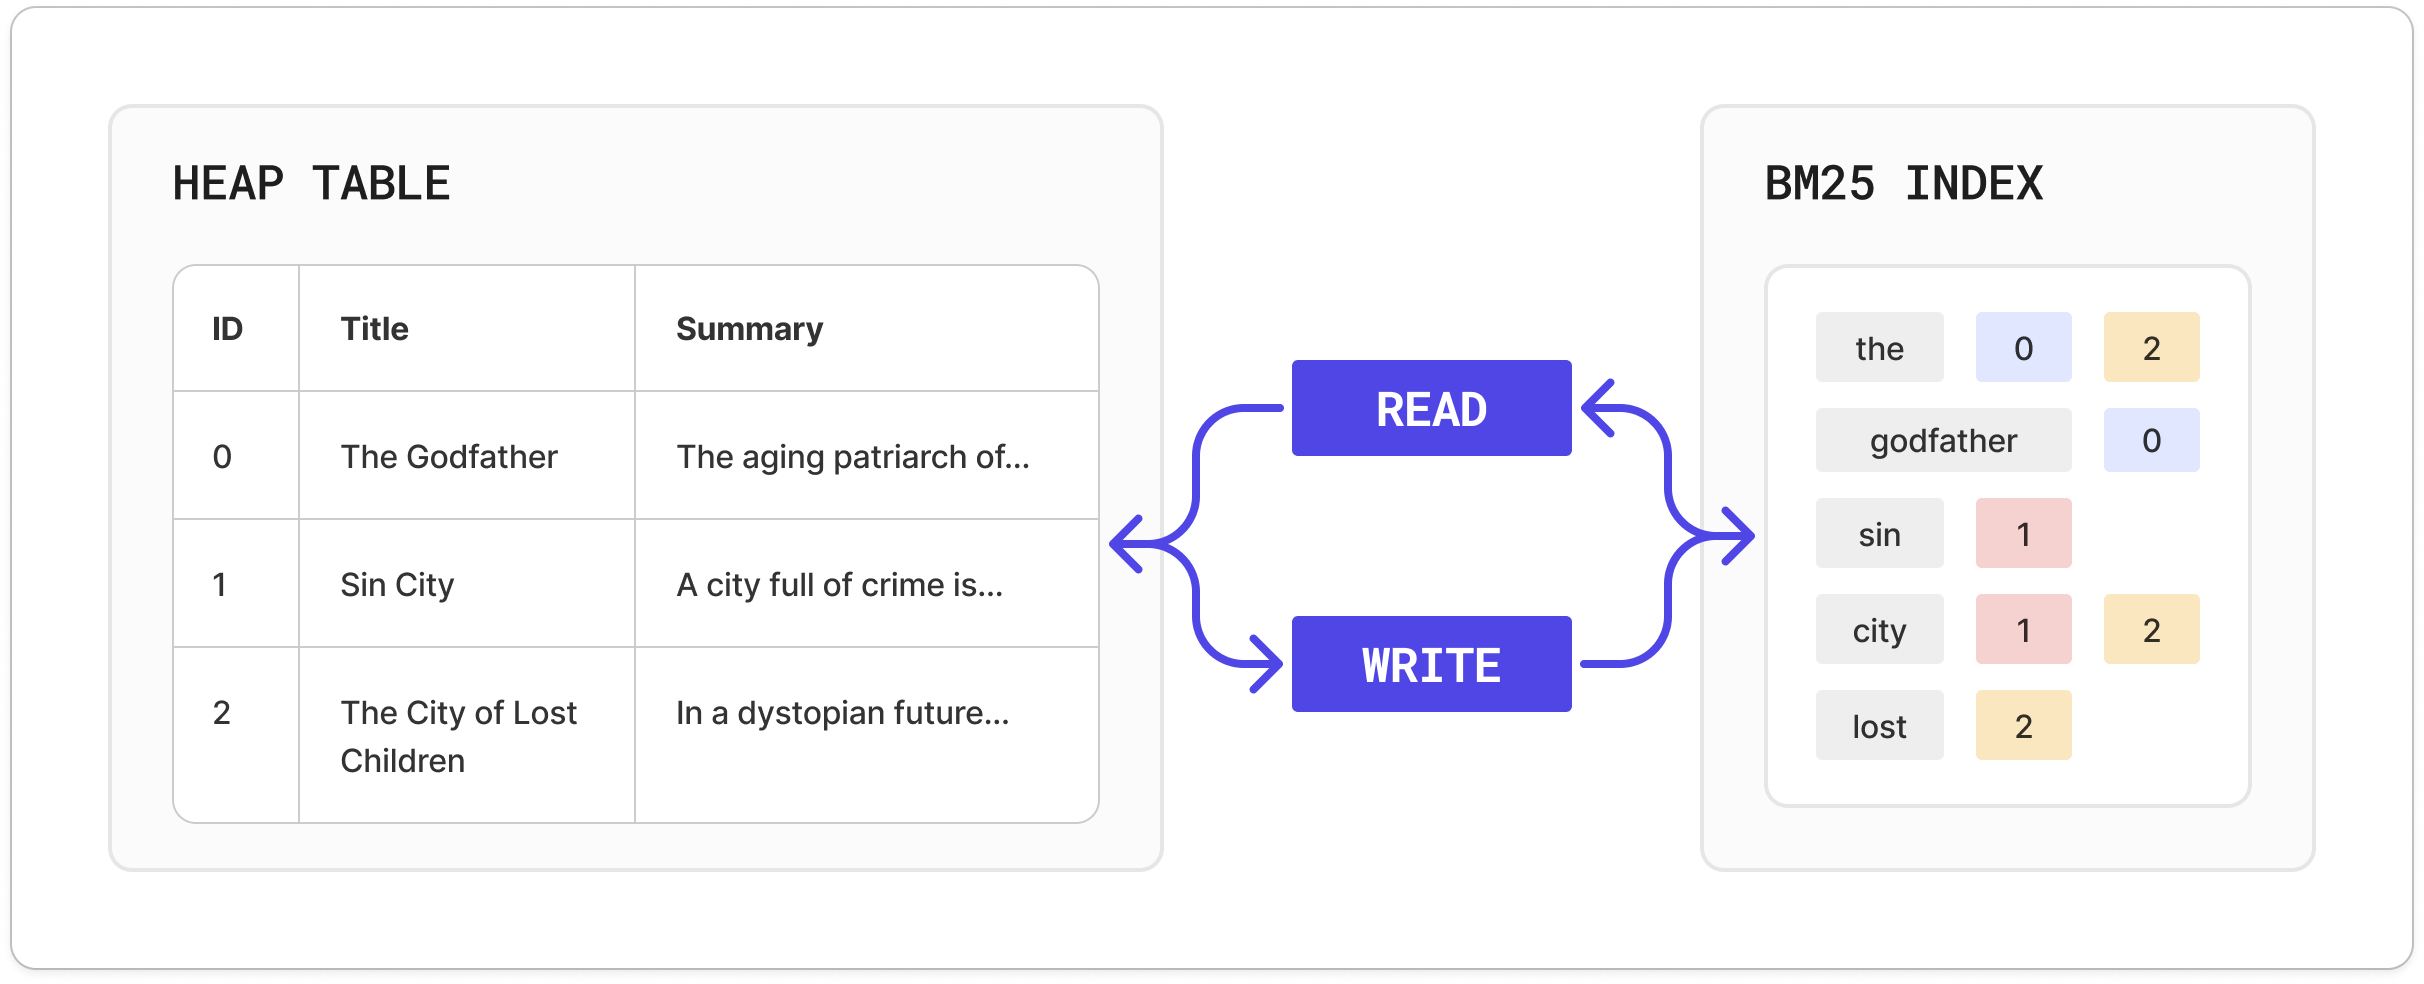 HEAP TABLE
ID Title Summary
0 The Godfather The aging patriarch of...
1 Sin City A city full of crime is...
2 The City of Lost In a dystopian future...
Children
READ
WRITE
BM25 INDEX
the 0 2
godfather 0
sin 1
city 1 2
lost 2